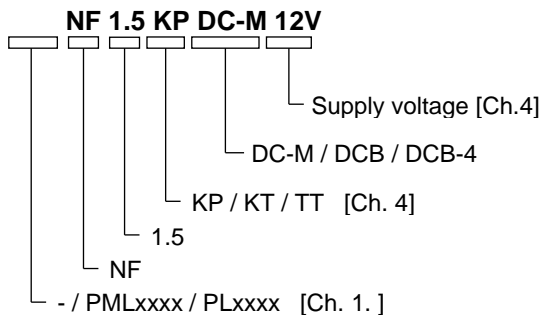 NF 1.5 KP DC-M 12V
Supply voltage [Ch.4]
DC-M / DCB / DCB-4
KP / KT / TT [Ch. 4]
1.5
NF
- / PMLxxxx / PLxxxx [Ch. 1. ]